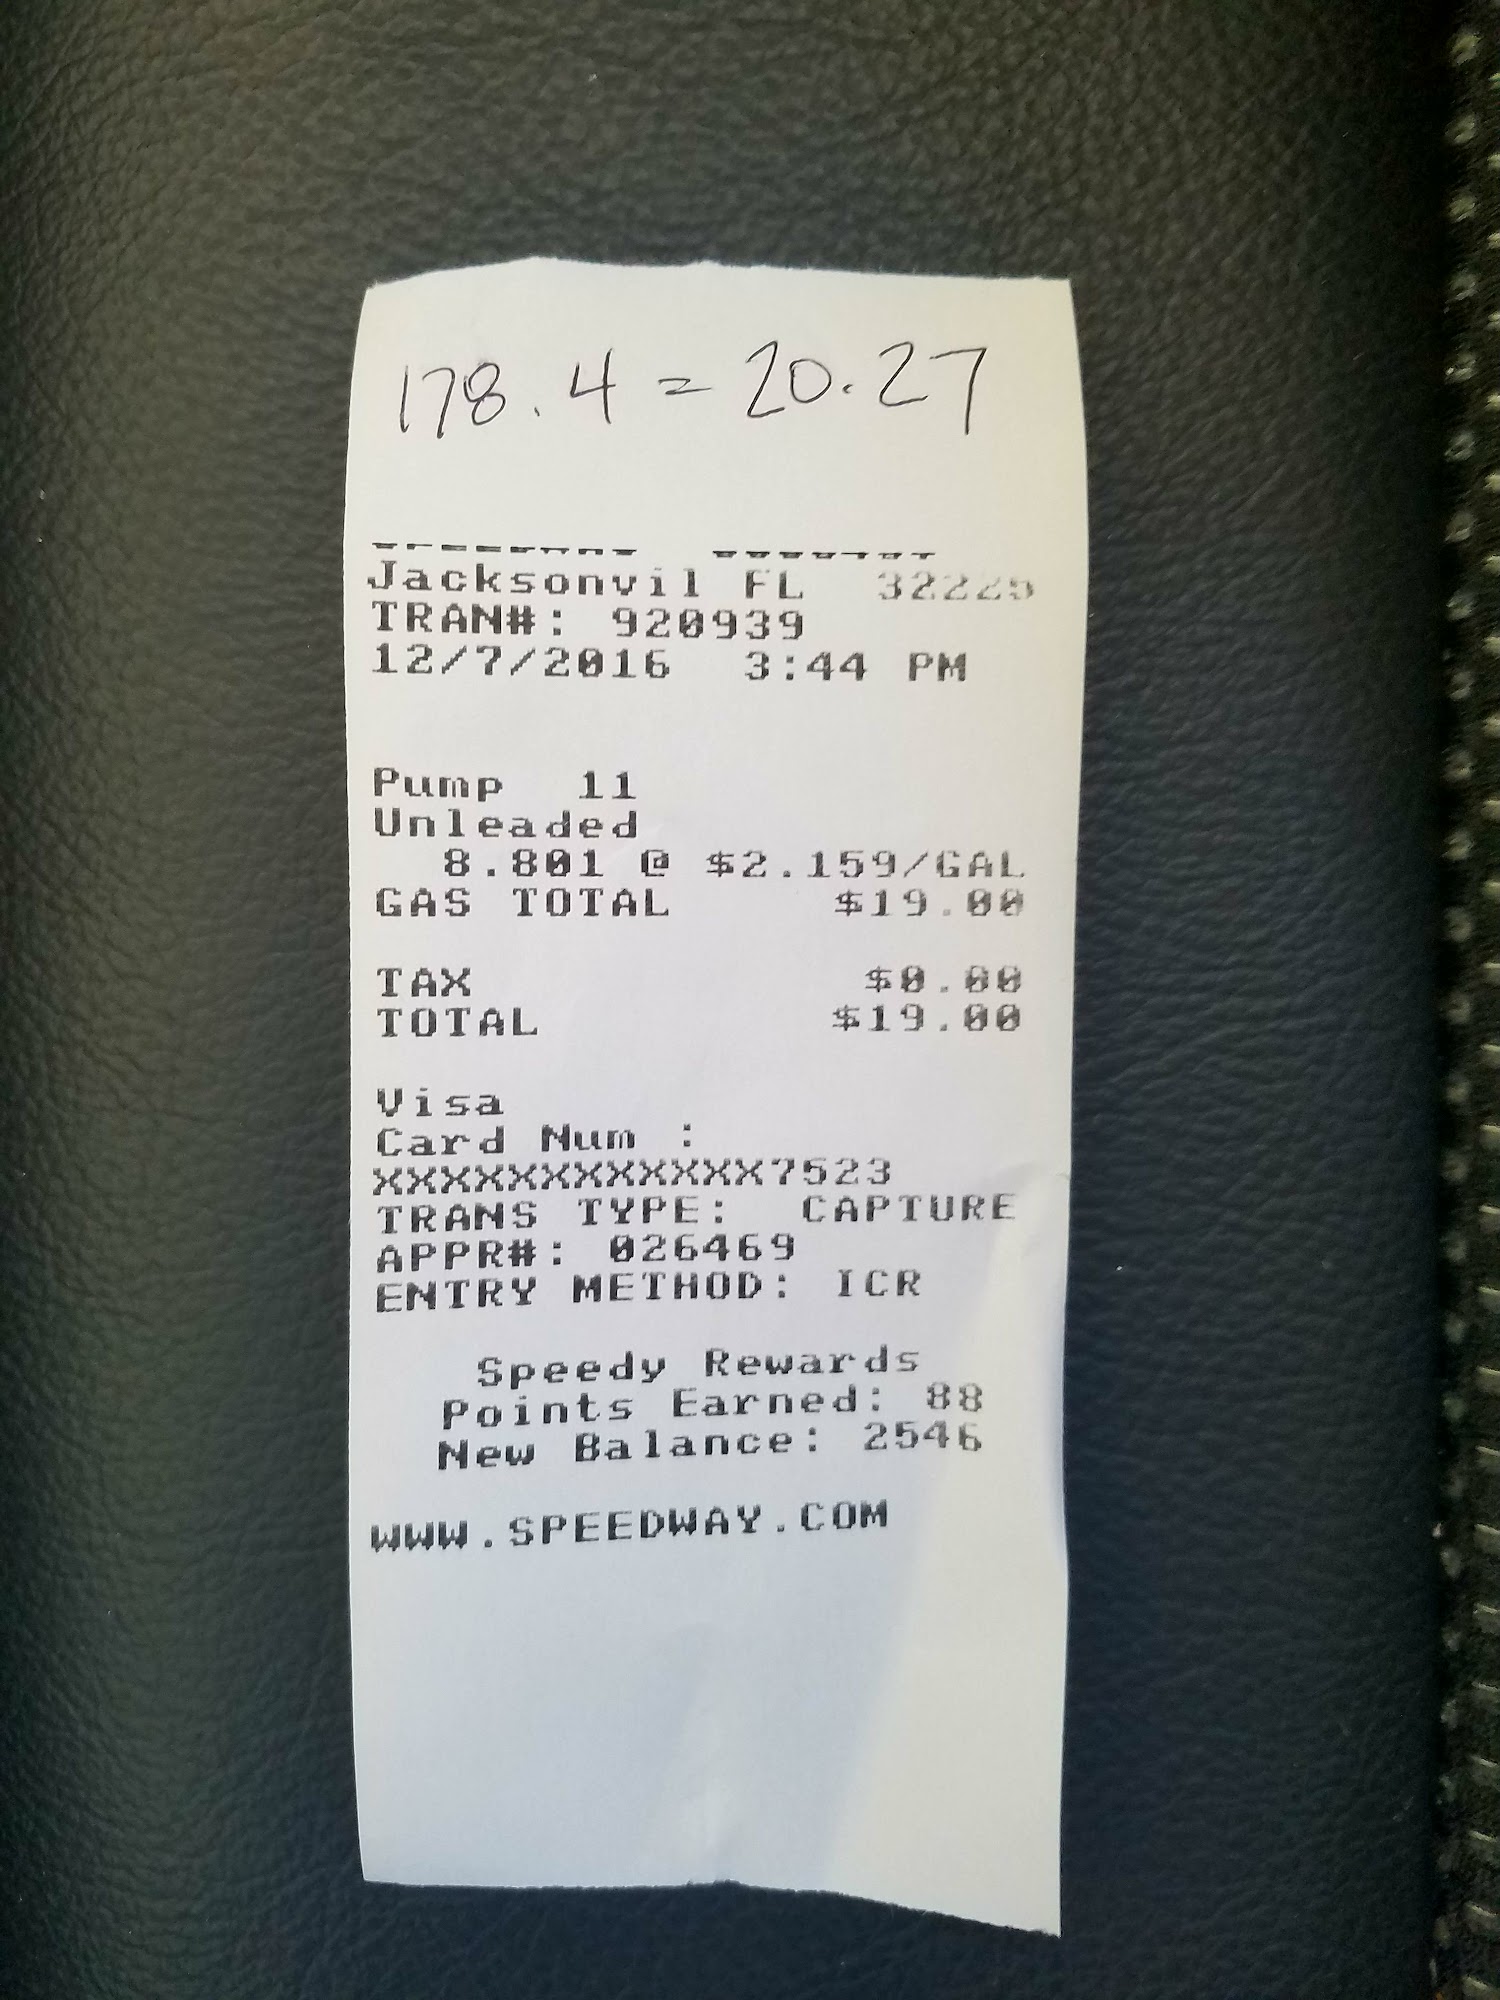 178.4 = 20.27
Jacksonvil FL 32225
TRAN#: 920939
12/7/2016 3:44 PM
Pump 11
Unleaded
8.801 @ $2.159/GAL
GAS TOTAL $19.00
TAX $0.00
TOTAL $19.00
Visa
Card Num :
XXXXXXXXXXXX7523
TRANS TYPE: CAPTURE
APPR#: 026469
ENTRY METHOD: ICR
Speedy Rewards
Points Earned: 88
New Balance: 2546
WWW.SPEEDWAY.COM